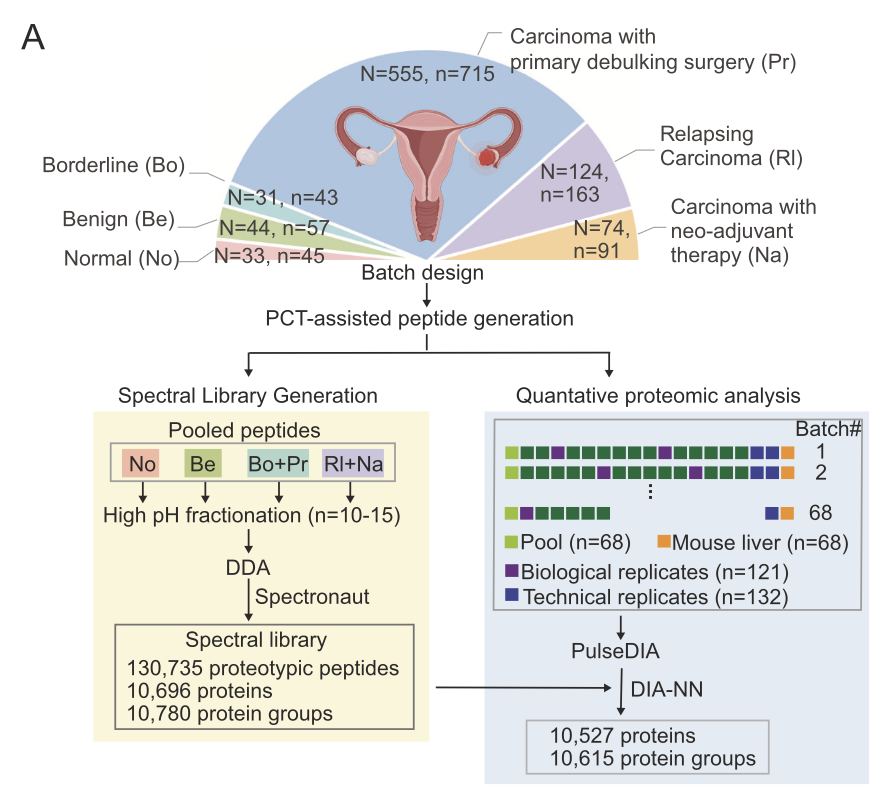 A
Carcinoma with
primary debulking surgery (Pr)
N=555, n=715
Relapsing
Carcinoma (Rl)
N=124,
n=163
Borderline (Bo)
N=31, n=43
Carcinoma with
neo-adjuvant
therapy (Na)
Benign (Be)
N=44, n=57
N=74,
n=91
Normal (No)
N=33, n=45
Batch design
PCT-assisted peptide generation
Spectral Library Generation
Pooled peptides
No Be Bo+Pr Rl+Na
High pH fractionation (n=10-15)
DDA
Spectronaut
Spectral library
130,735 proteotypic peptides
10,696 proteins
10,780 protein groups
Quantative proteomic analysis
Batch#
1
2
68
Pool (n=68) Mouse liver (n=68)
Biological replicates (n=121)
Technical replicates (n=132)
PulseDIA
DIA-NN
10,527 proteins
10,615 protein groups